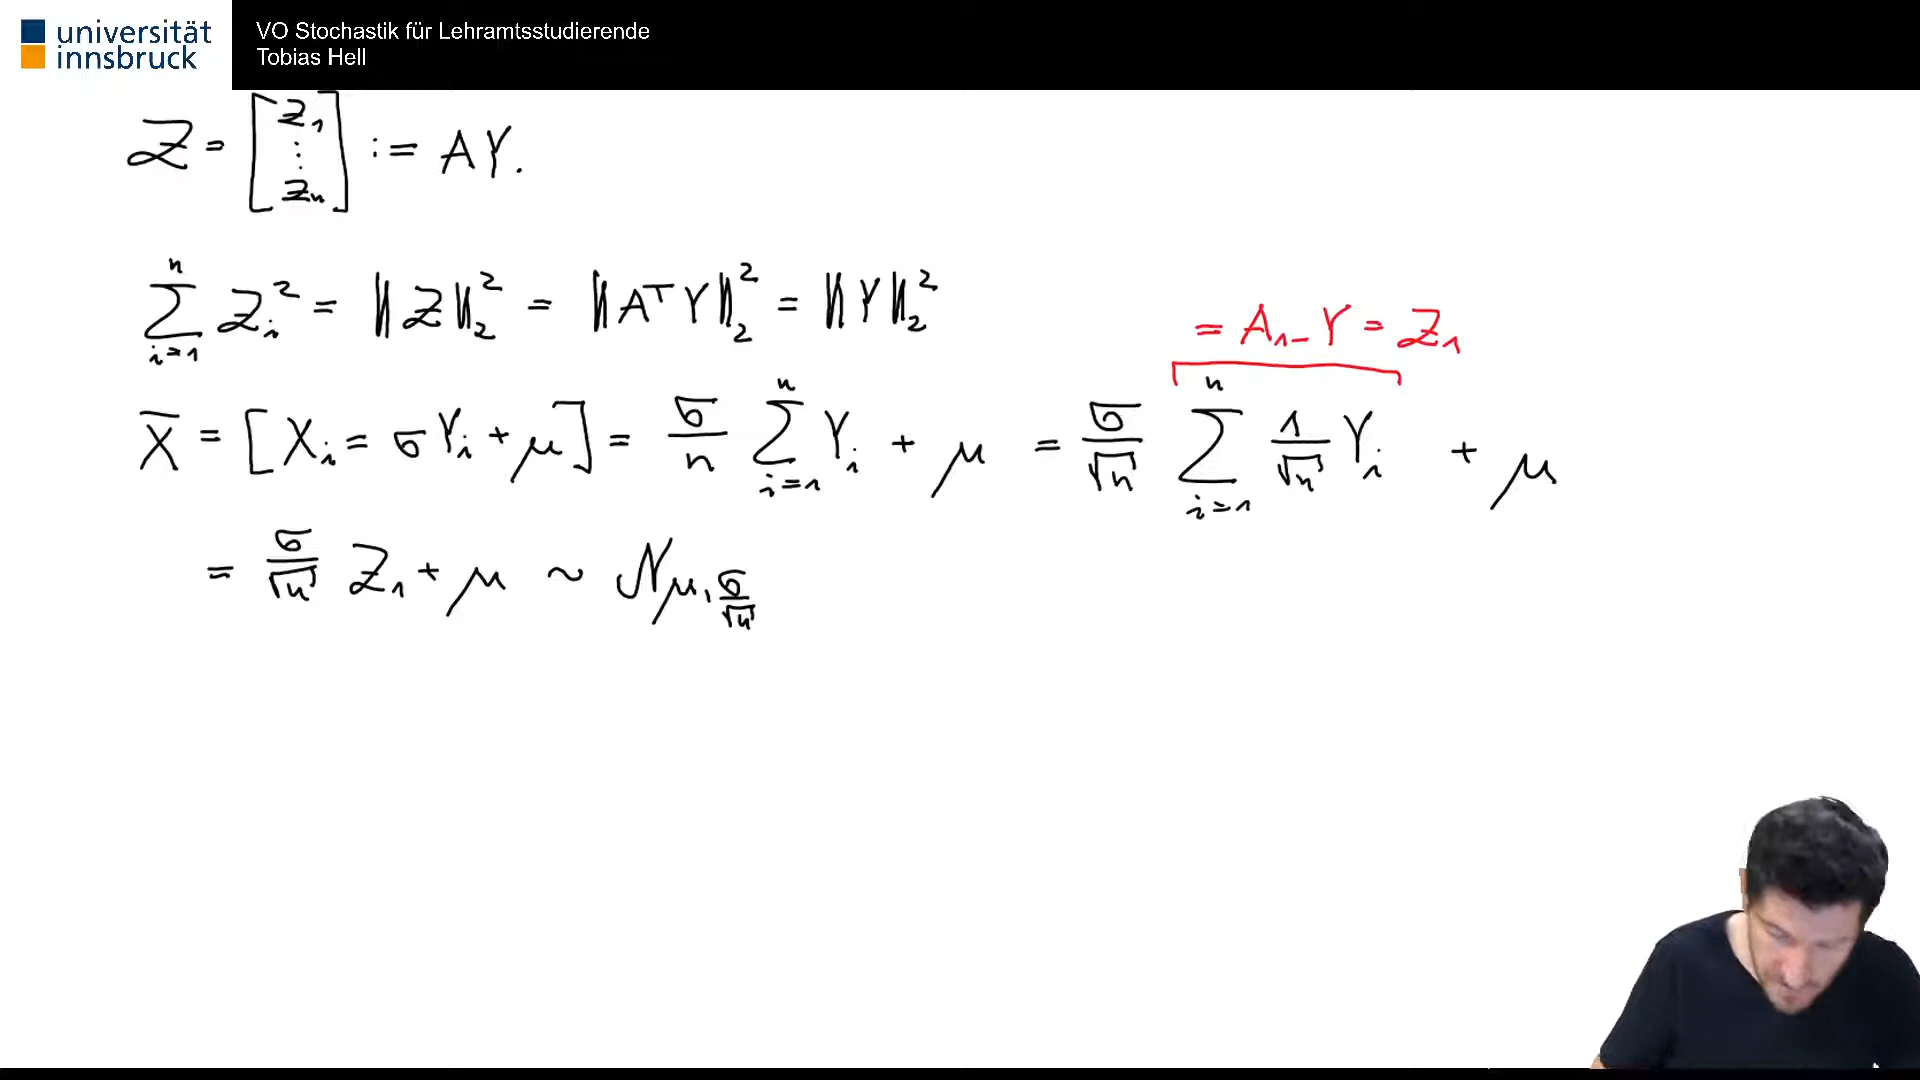 universität
innsbruck
VO Stochastik für Lehramtsstudierende
Tobias Hell
Z = [Z₁ ⋮ Zₙ] := AY.
∑ᵢ₌₁ⁿ Zᵢ² = ‖Z‖₂² = ‖AᵀY‖₂² = ‖Y‖₂²
= A₁₋ Y = Z₁
X̄ = [Xᵢ = σYᵢ + μ] = σ/n ∑ᵢ₌₁ⁿ Yᵢ + μ = σ/√n ∑ᵢ₌₁ⁿ 1/√n Yᵢ + μ
= σ/√n Z₁ + μ ~ 𝒩μ, σ/√n